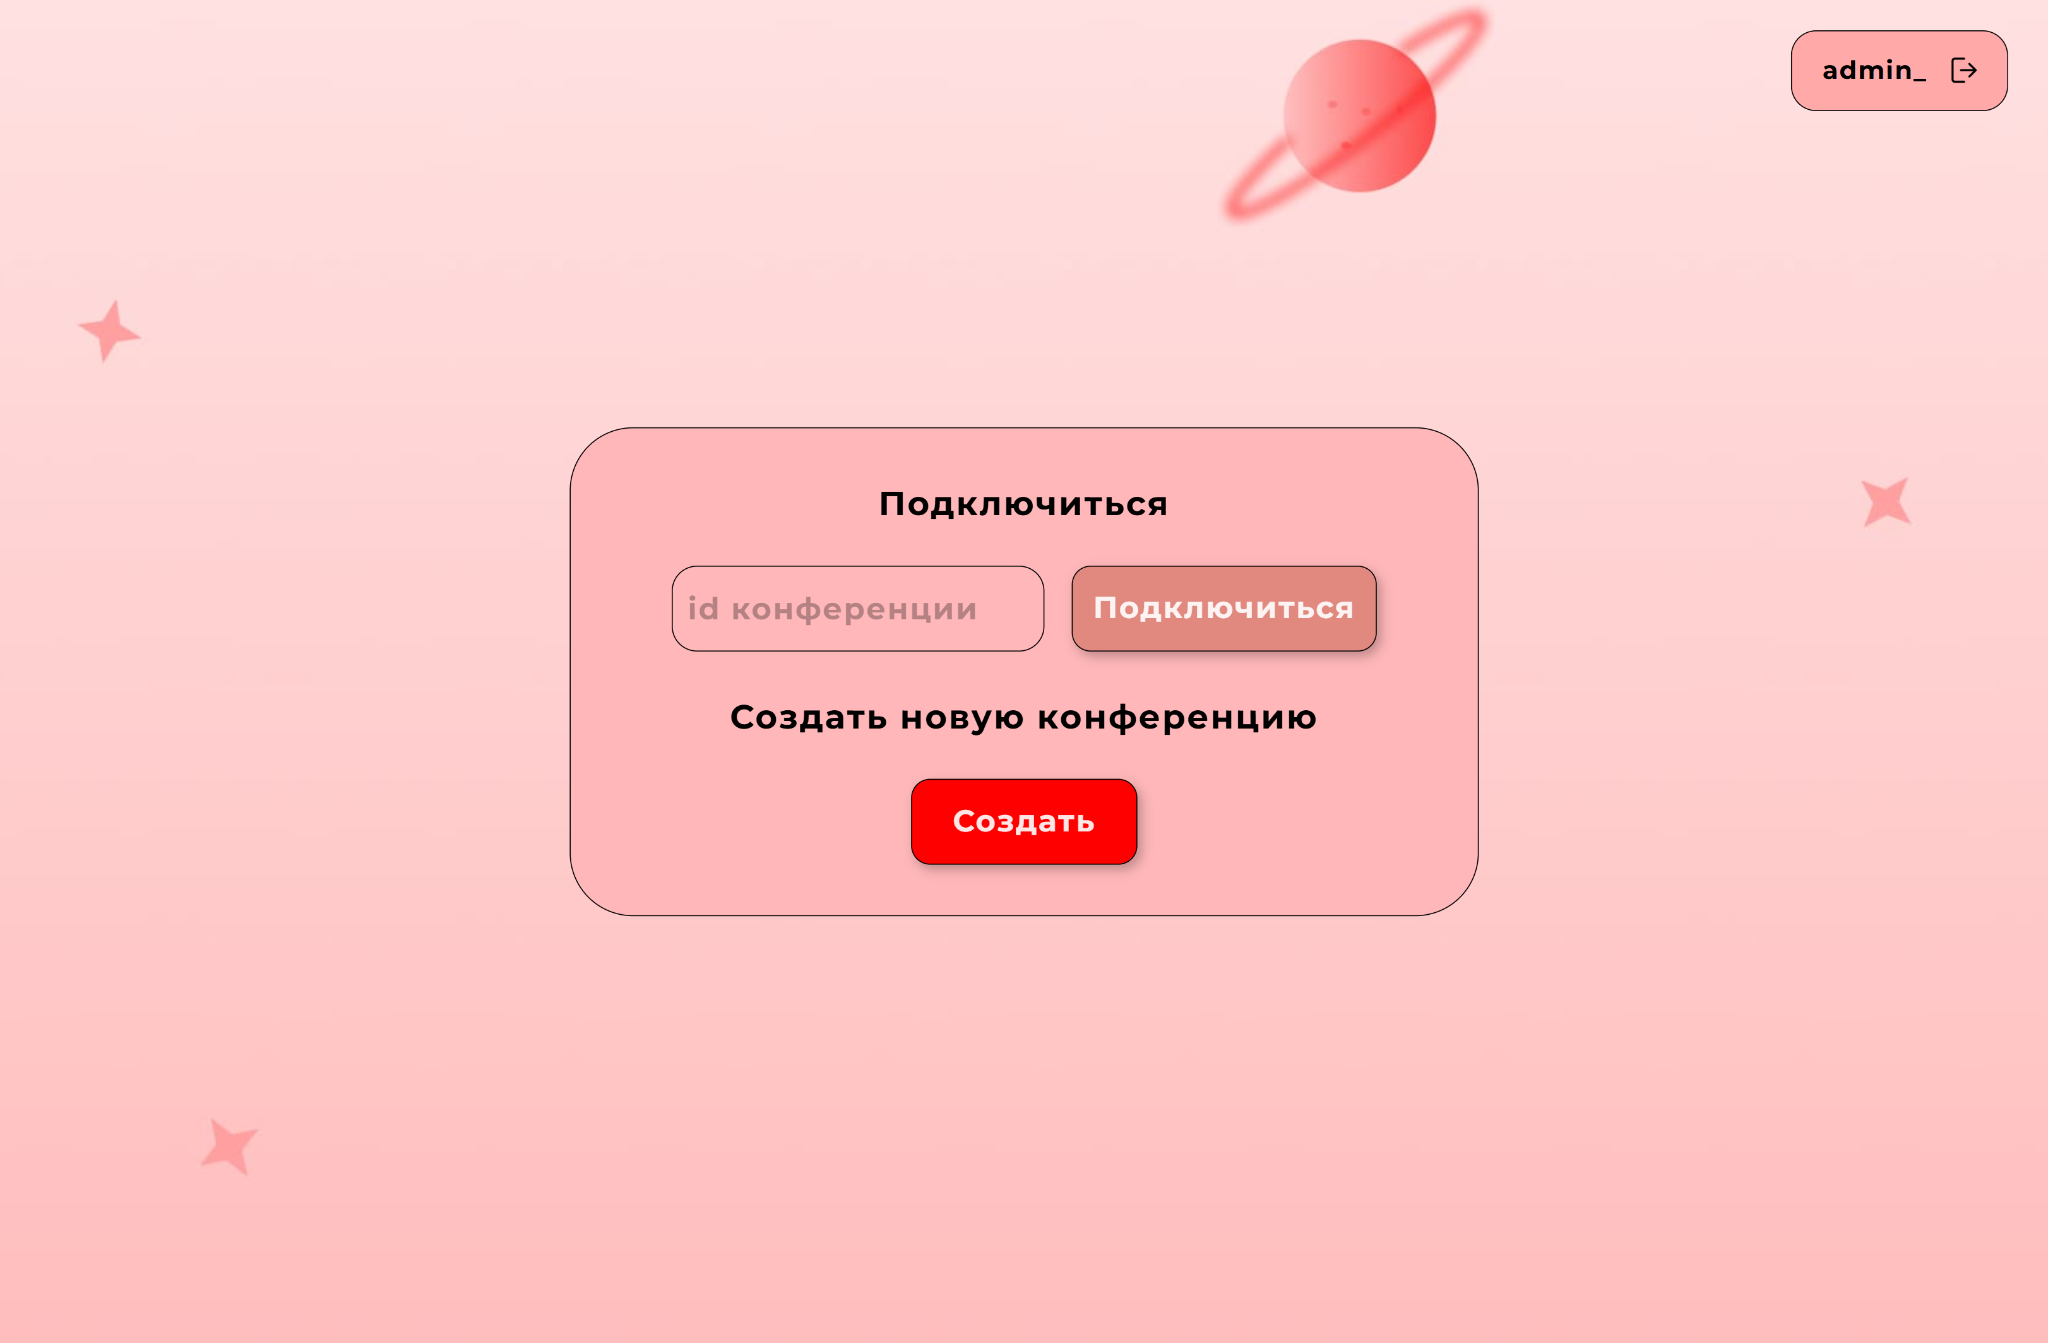 admin_
Подключиться
id конференции
Подключиться
Создать новую конференцию
Создать